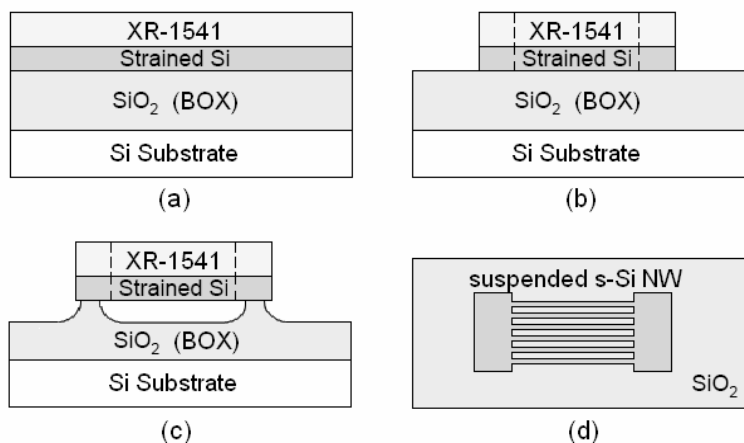 XR-1541
Strained Si
SiO₂ (BOX)
Si Substrate
(a)
XR-1541
Strained Si
SiO₂ (BOX)
Si Substrate
(b)
XR-1541
Strained Si
SiO₂ (BOX)
Si Substrate
(c)
suspended s-Si NW
SiO₂
(d)